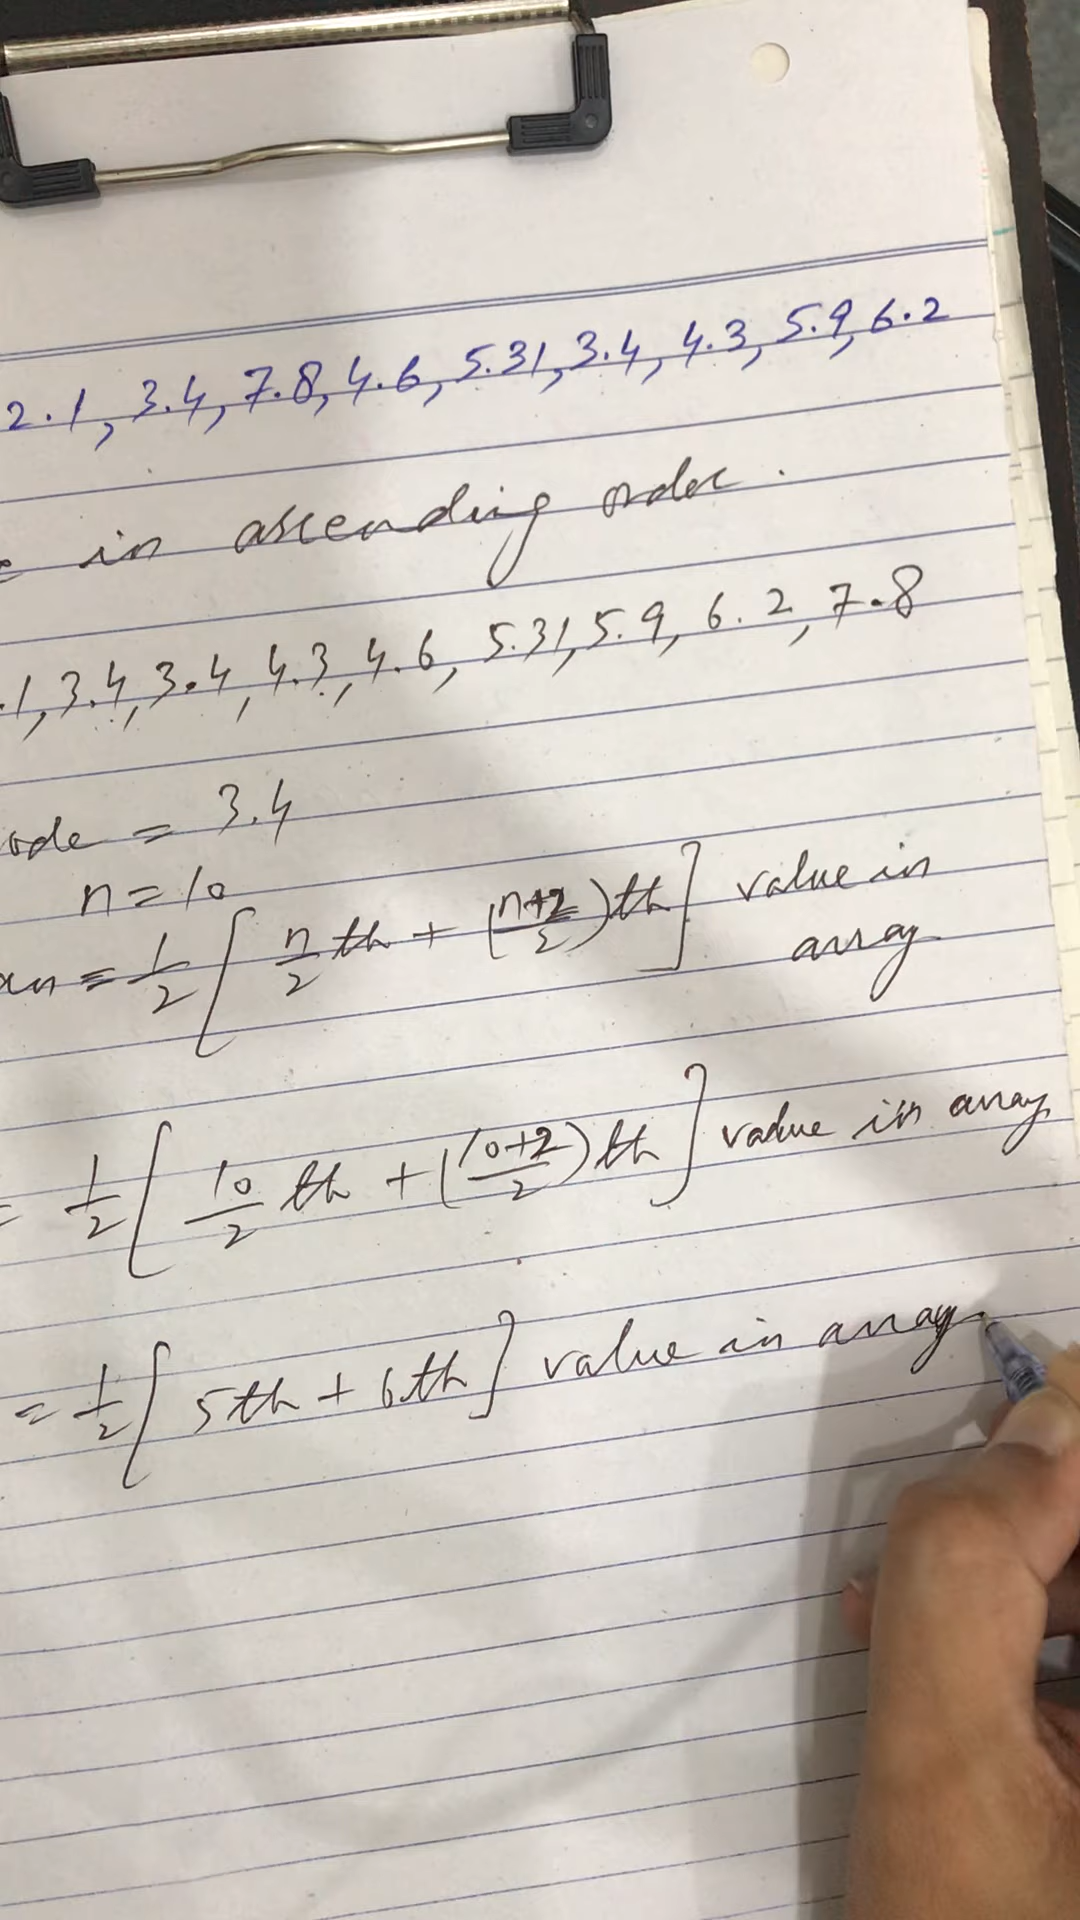 2.1, 3.4, 7.8, 4.6, 5.31, 3.4, 4.3, 5.9, 6.2
in ascending order.
.1, 3.4, 3.4, 4.3, 4.6, 5.31, 5.9, 6.2, 7.8
ode = 3.4
n = 10
an = 1/2 [ n/2 th + (n+2/2) th ] value in
array
= 1/2 [ 10/2 th + (10+2/2) th ] value in array
= 1/2 [ 5th + 6th ] value in array